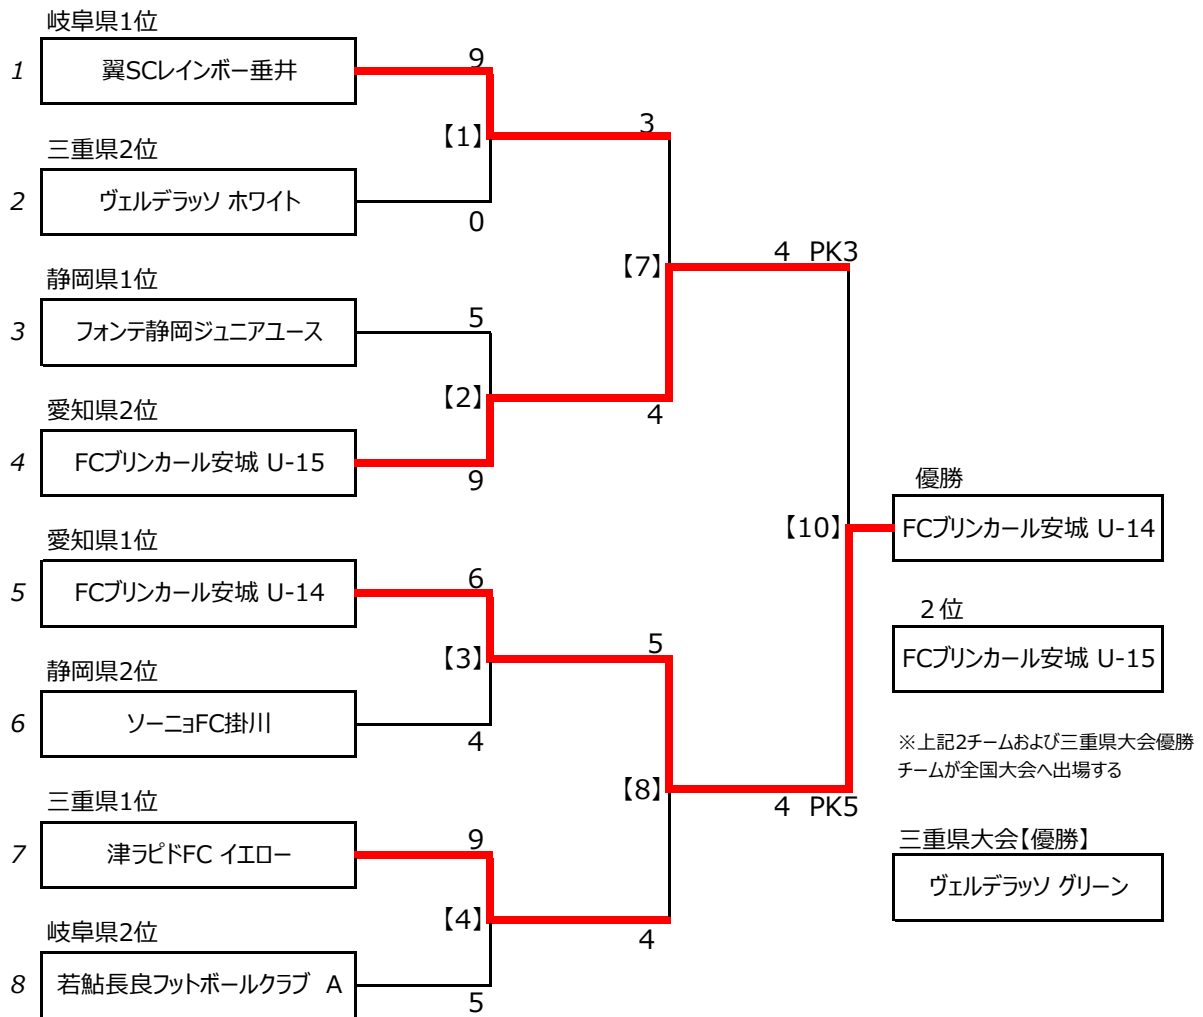 岐阜県1位
1 翼SCレインボー垂井 9
【1】 3
三重県2位
2 ヴェルデラッソ ホワイト 0
【7】 4 PK3
静岡県1位
3 フォンテ静岡ジュニアユース 5
【2】 4
愛知県2位
4 FCブリンカール安城 U-15 9
優勝
【10】 FCブリンカール安城 U-14
愛知県1位
5 FCブリンカール安城 U-14 6
２位
FCブリンカール安城 U-15
【3】 5
静岡県2位
6 ソーニョFC掛川 4
※上記2チームおよび三重県大会優勝
チームが全国大会へ出場する
【8】 4 PK5
三重県1位
7 津ラピドFC イエロー 9
三重県大会【優勝】
ヴェルデラッソ グリーン
【4】 4
岐阜県2位
8 若鮎長良フットボールクラブ A 5